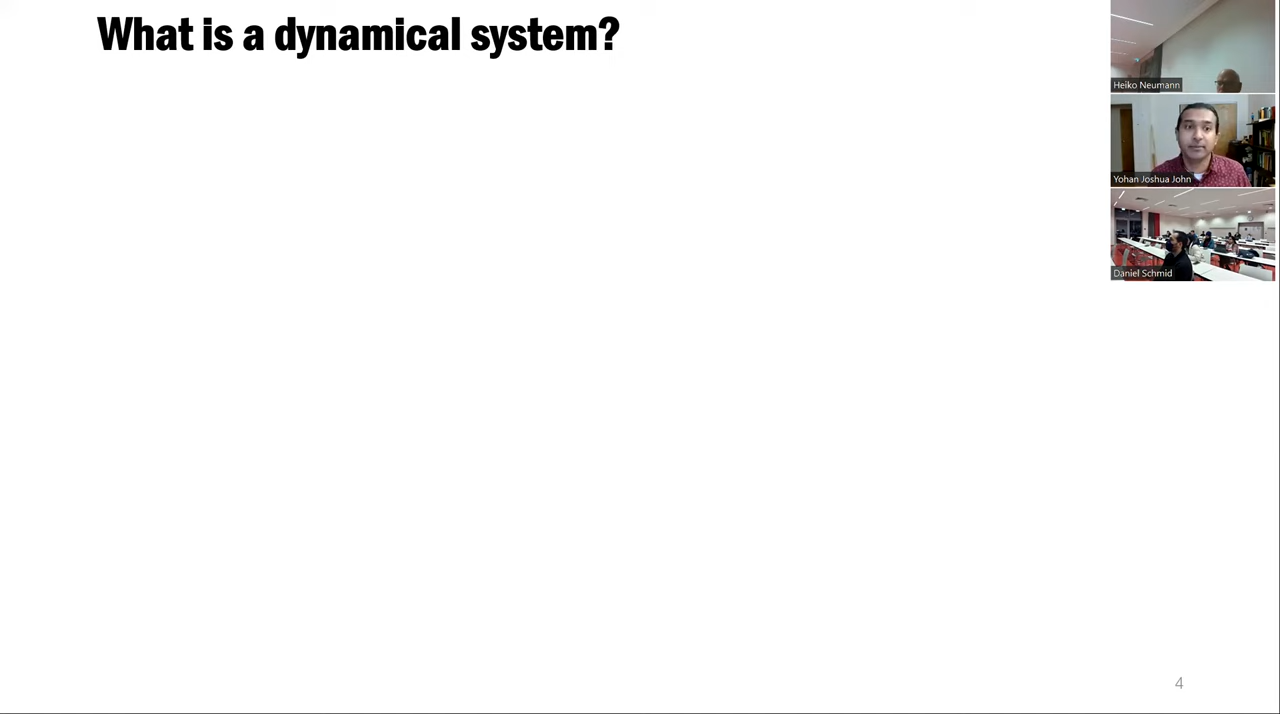 What is a dynamical system?
Heiko Neumann
Yohan Joshua John
Daniel Schmid
4